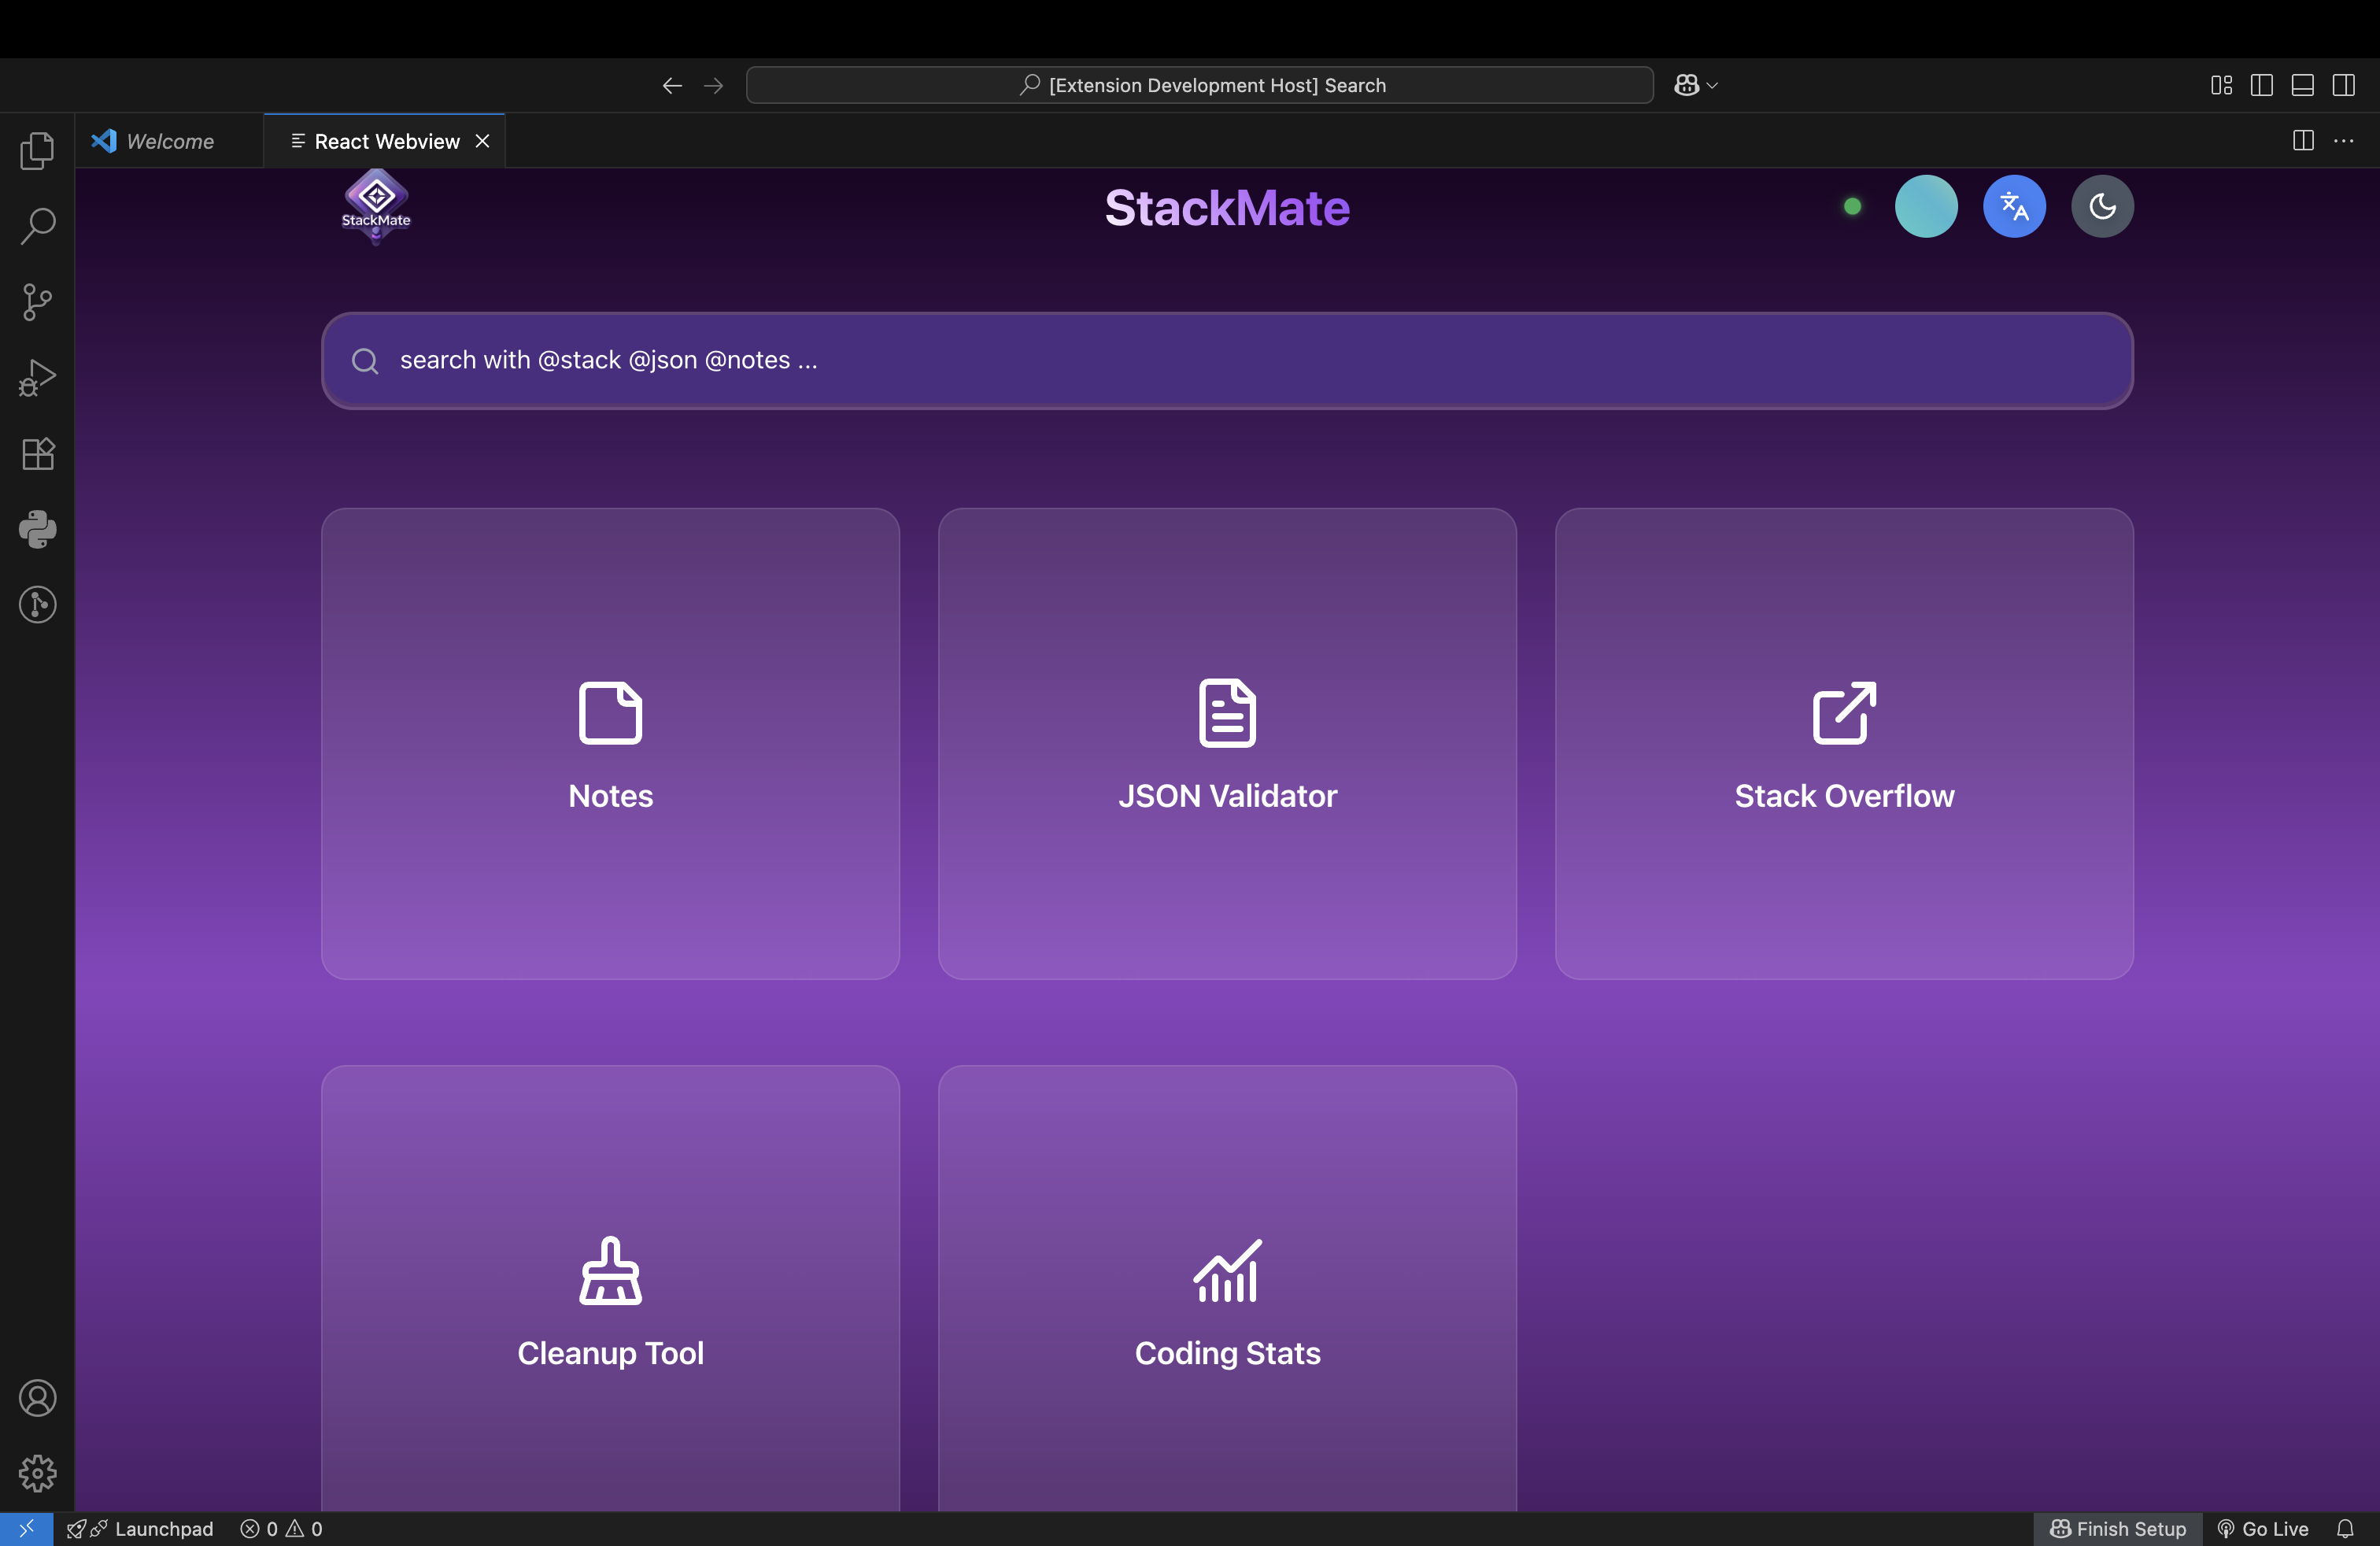 [Extension Development Host] Search
Welcome
React Webview
StackMate
StackMate
search with @stack @json @notes ...
Notes
JSON Validator
Stack Overflow
Cleanup Tool
Coding Stats
Launchpad 0 0
Finish Setup Go Live